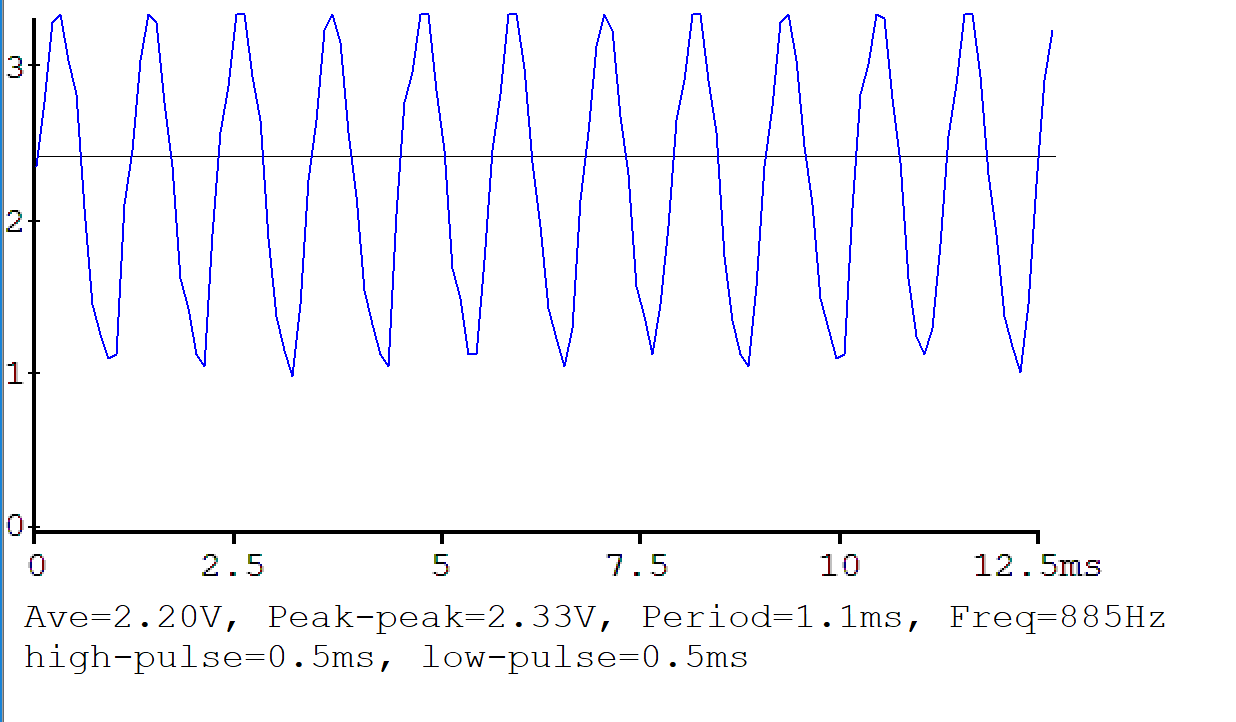 3
2
1
0
0 2.5 5 7.5 10 12.5ms
Ave=2.20V, Peak-peak=2.33V, Period=1.1ms, Freq=885Hz
high-pulse=0.5ms, low-pulse=0.5ms